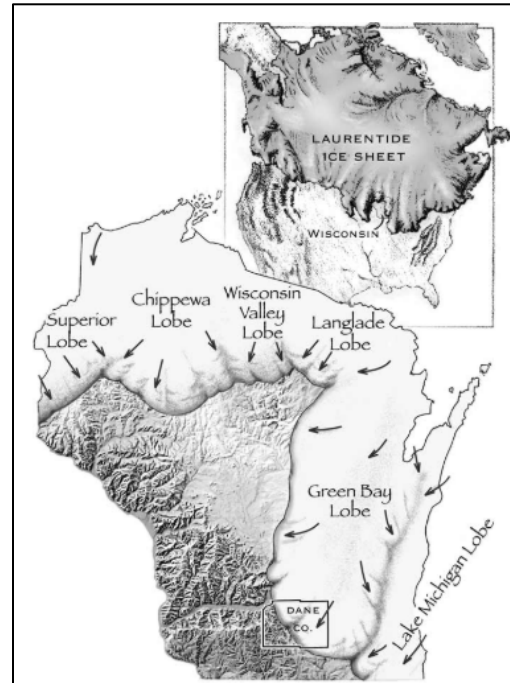 LAURENTIDE
ICE SHEET
WISCONSIN
Superior
Lobe
Chippewa
Lobe
Wisconsin
Valley
Lobe
Langlade
Lobe
Green Bay
Lobe
Lake Michigan Lobe
DANE
CO.